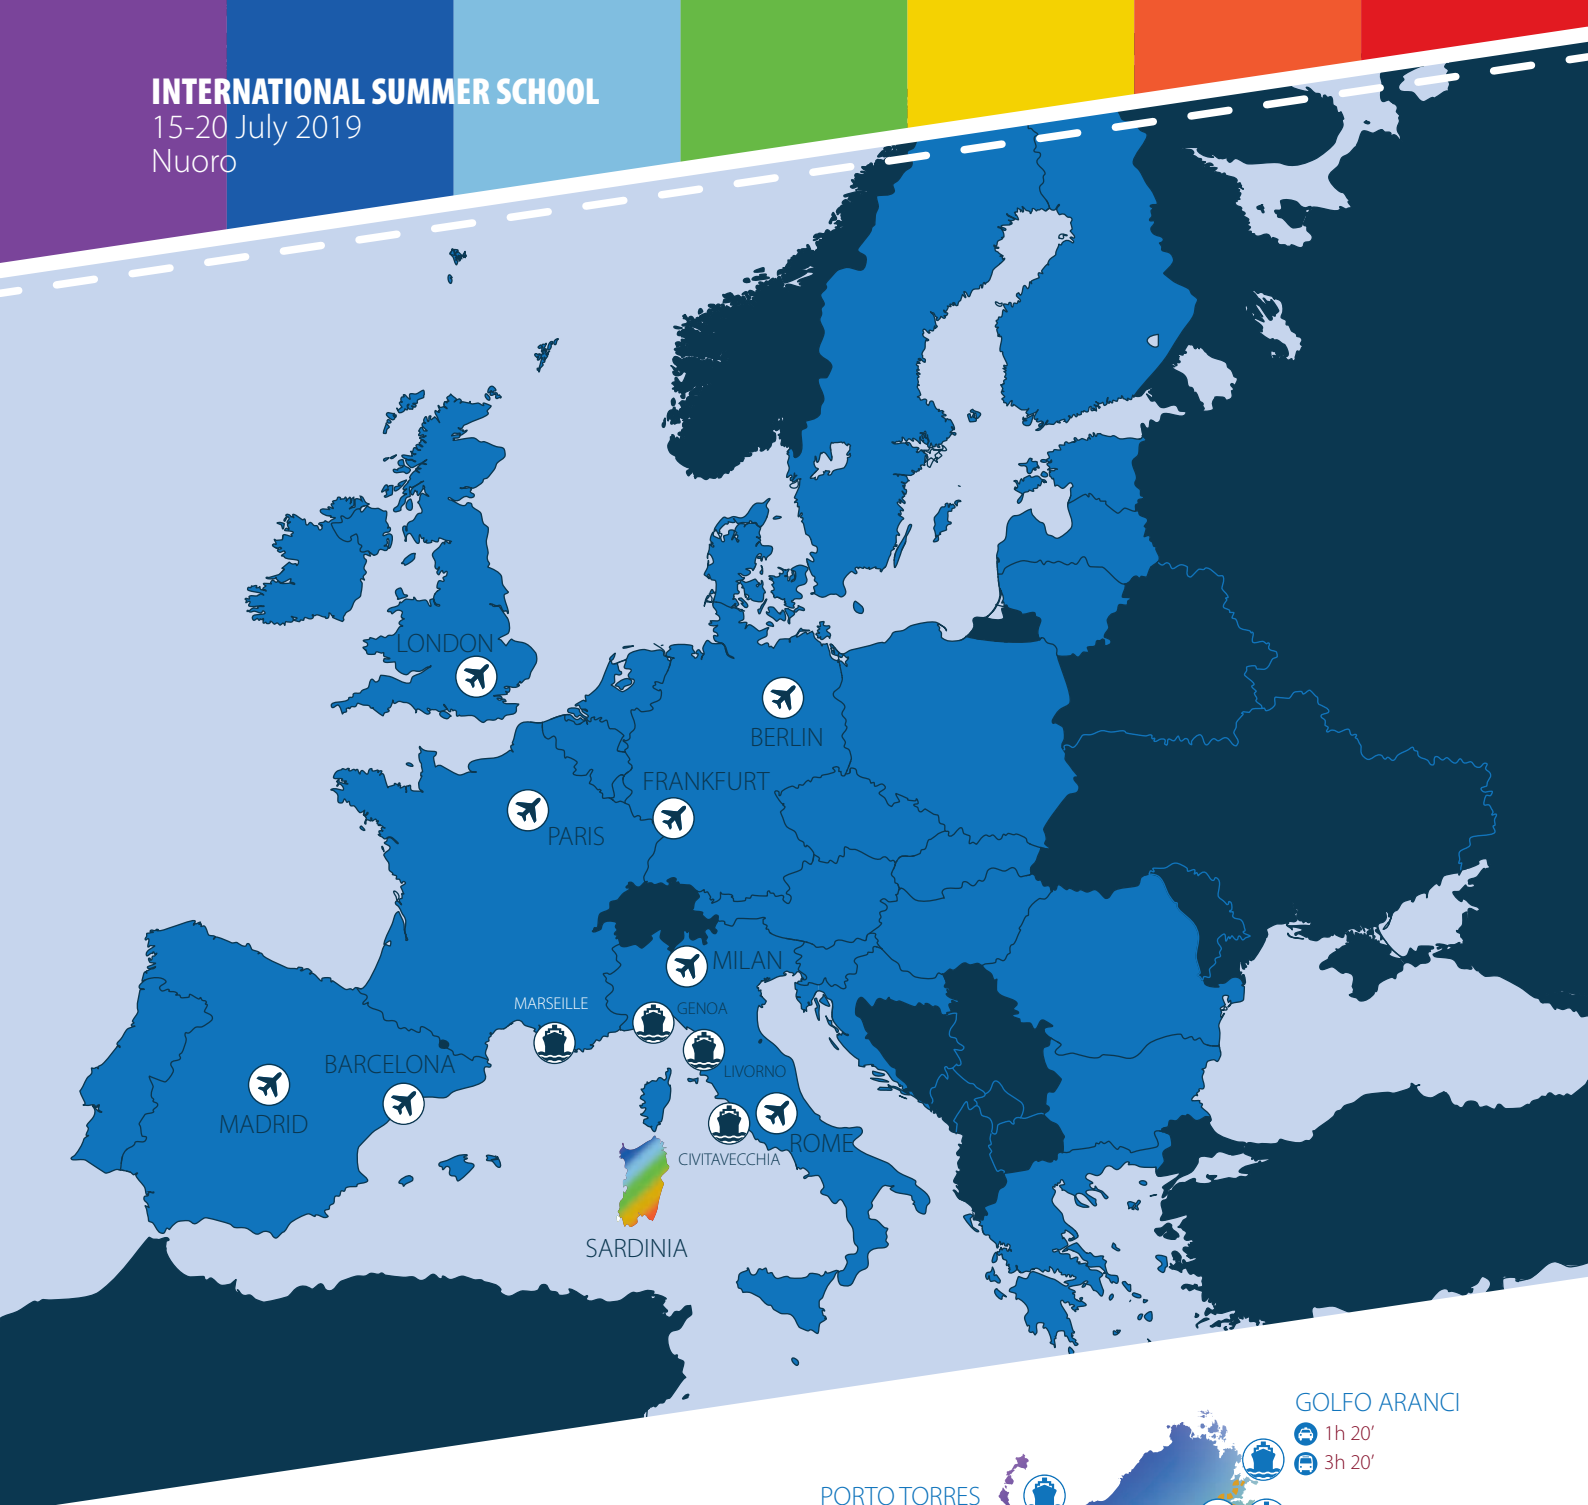 INTERNATIONAL SUMMER SCHOOL
15-20 July 2019
Nuoro
LONDON
BERLIN
FRANKFURT
PARIS
MILAN
MARSEILLE
GENOA
BARCELONA
LIVORNO
MADRID
ROME
CIVITAVECCHIA
SARDINIA
GOLFO ARANCI
1h 20’
3h 20’
PORTO TORRES